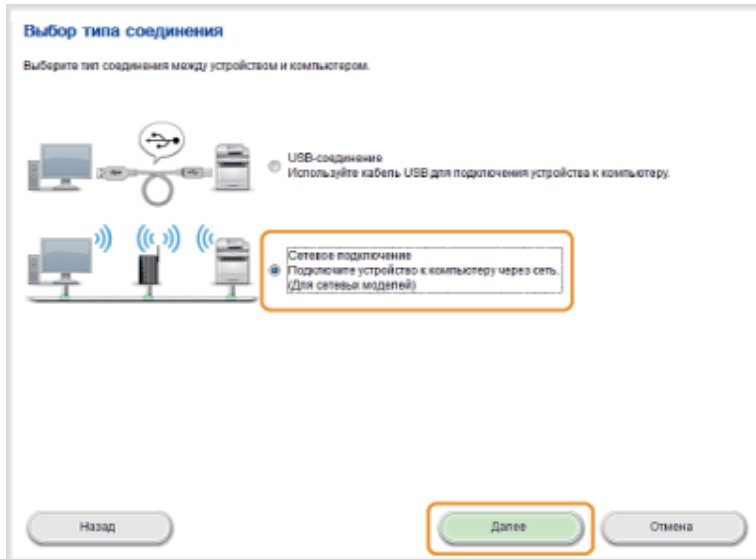 Выбор типа соединения
Выберите тип соединения между устройством и компьютером.
USB-соединение
Используйте кабель USB для подключения устройства к компьютеру.
Сетевое подключение
Подключите устройство к компьютеру через сеть.
(Для сетевых моделей)
Назад
Далее
Отмена